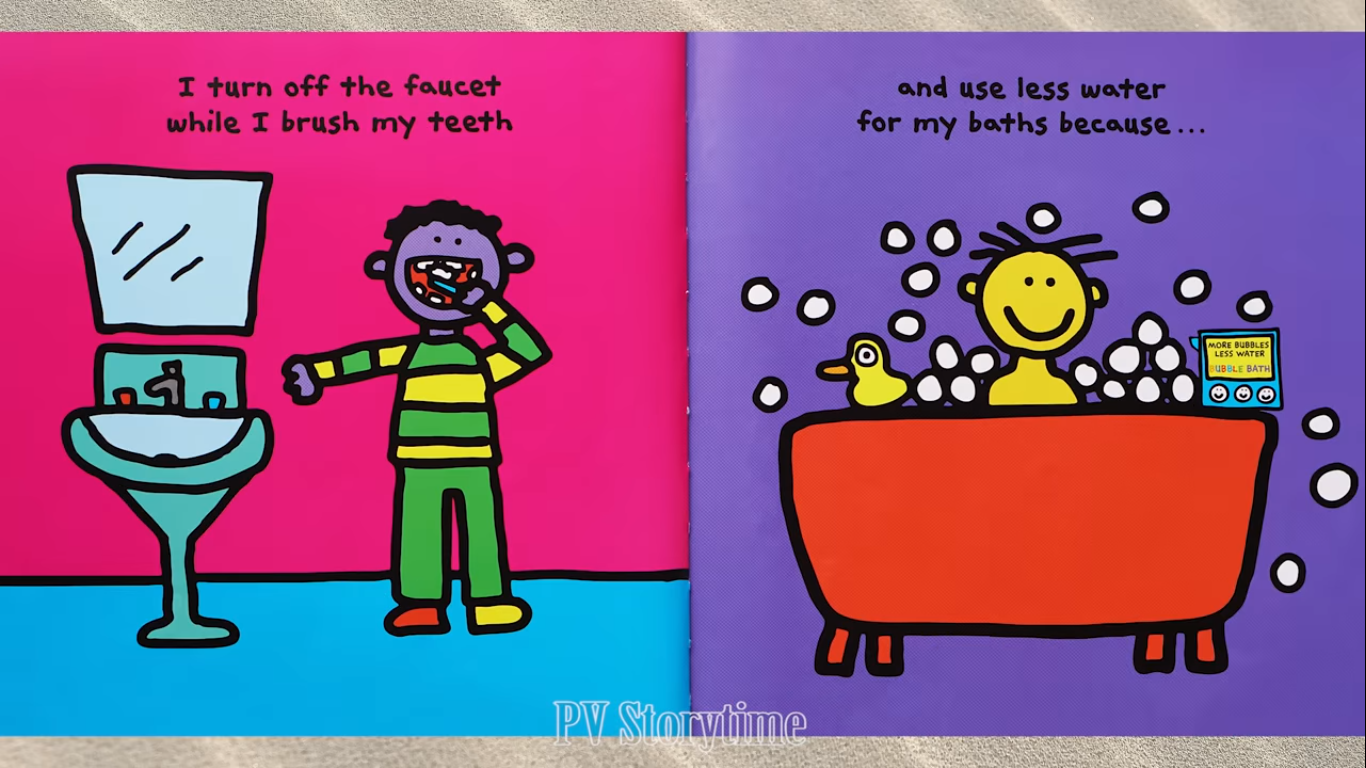 I turn off the faucet
while I brush my teeth
and use less water
for my baths because...
MORE BUBBLES
LESS WATER
BUBBLE BATH
PV Storytime